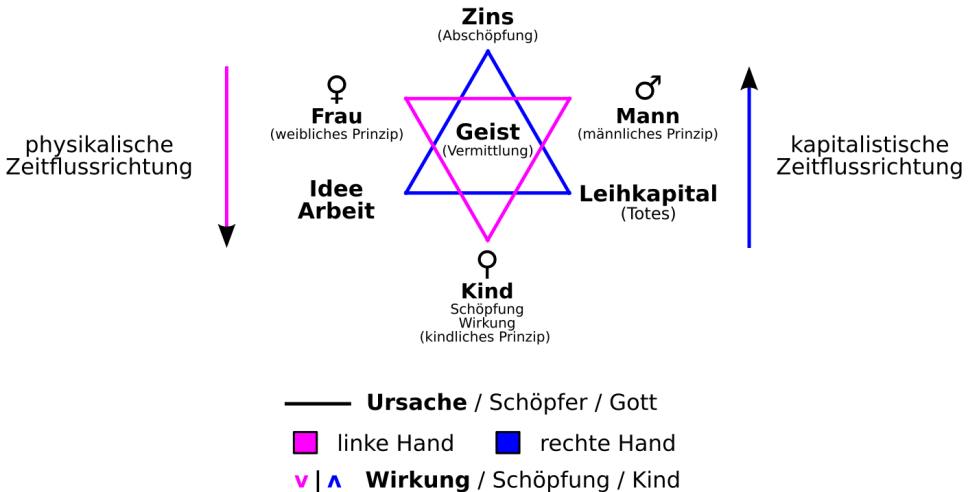 Zins
(Abschöpfung)
♀
Frau
(weibliches Prinzip)
♂
Mann
(männliches Prinzip)
Geist
(Vermittlung)
physikalische
Zeitflussrichtung
kapitalistische
Zeitflussrichtung
Idee
Arbeit
Leihkapital
(Totes)
Kind
Schöpfung
Wirkung
(kindliches Prinzip)
Ursache / Schöpfer / Gott
linke Hand
rechte Hand
v | ʌ Wirkung / Schöpfung / Kind